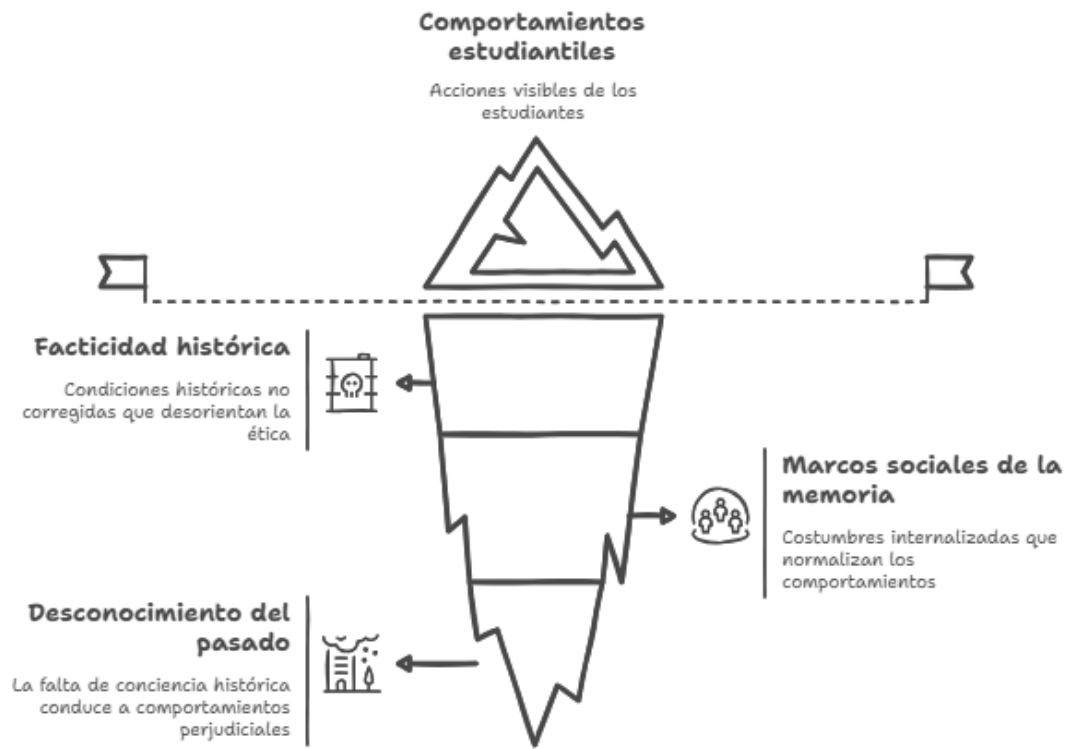 Comportamientos
estudiantiles
Acciones visibles de los
estudiantes
Facticidad histórica
Condiciones históricas no
corregidas que desorientan la
ética
Marcos sociales de la
memoria
Costumbres internalizadas que
normalizan los
comportamientos
Desconocimiento del
pasado
La falta de conciencia histórica
conduce a comportamientos
perjudiciales